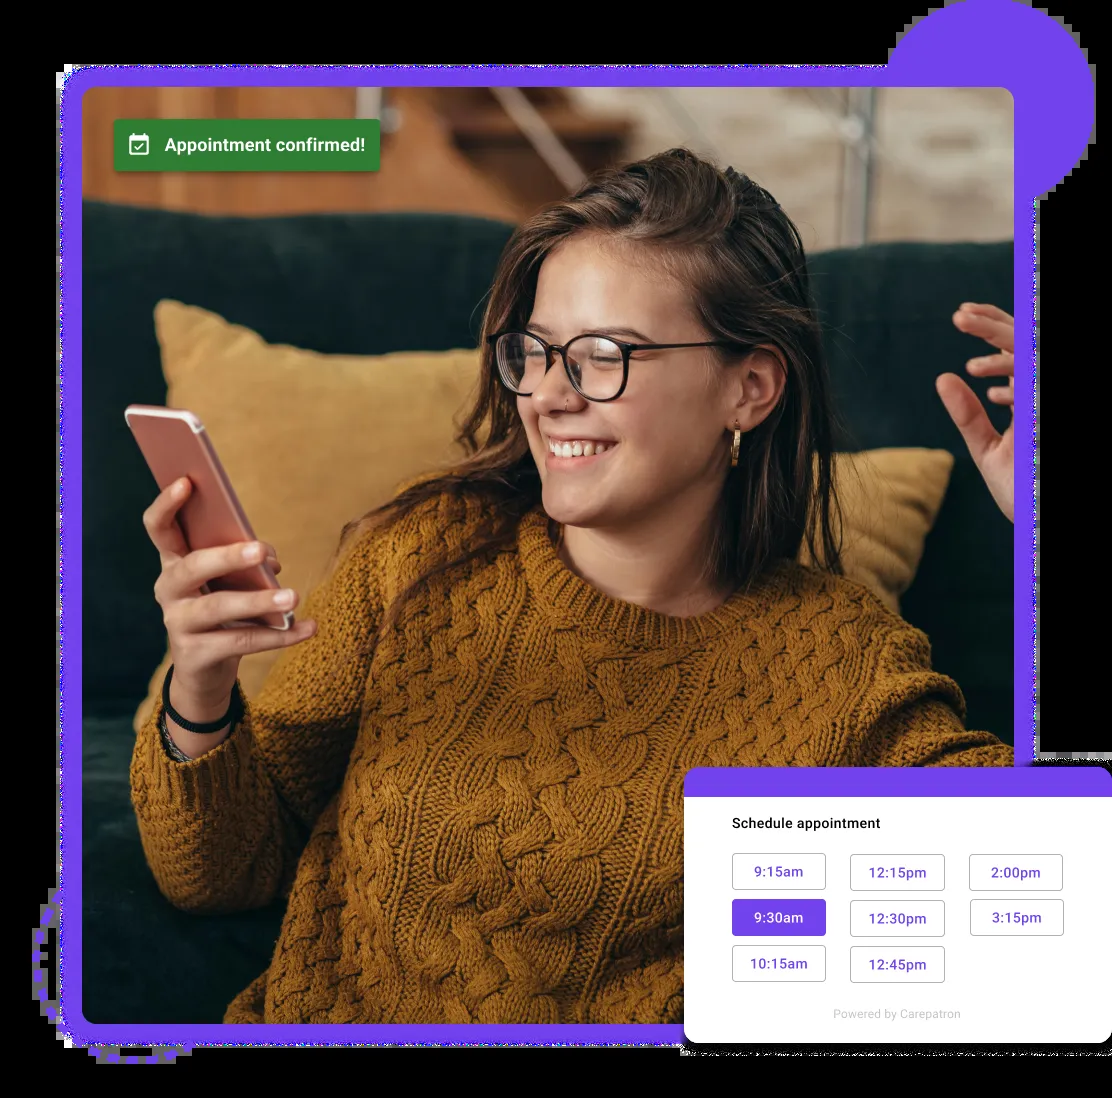 Appointment confirmed!
Schedule appointment
9:15am 12:15pm 2:00pm
9:30am 12:30pm 3:15pm
10:15am 12:45pm
Powered by Carepatron